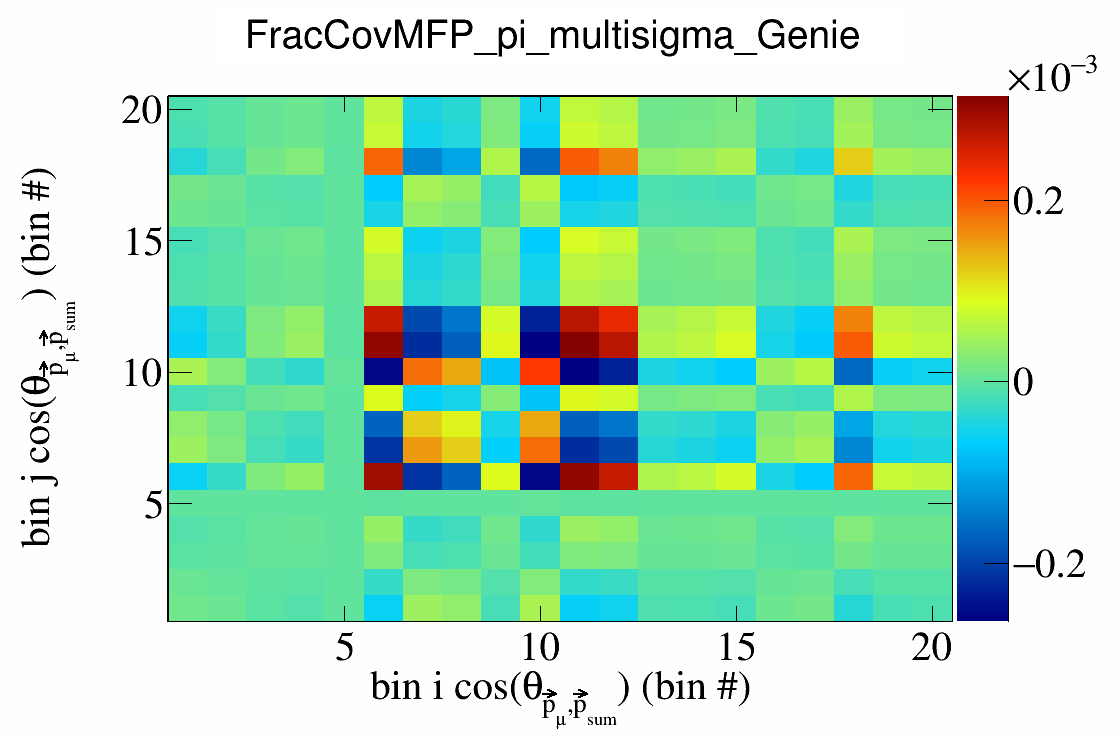 FracCovMFP_pi_multisigma_Genie
×10⁻³
bin j cos(θ_{p⃗_μ,p⃗_sum}) (bin #)
20
15
10
5
0.2
0
−0.2
5 10 15 20
bin i cos(θ_{p⃗_μ,p⃗_sum}) (bin #)